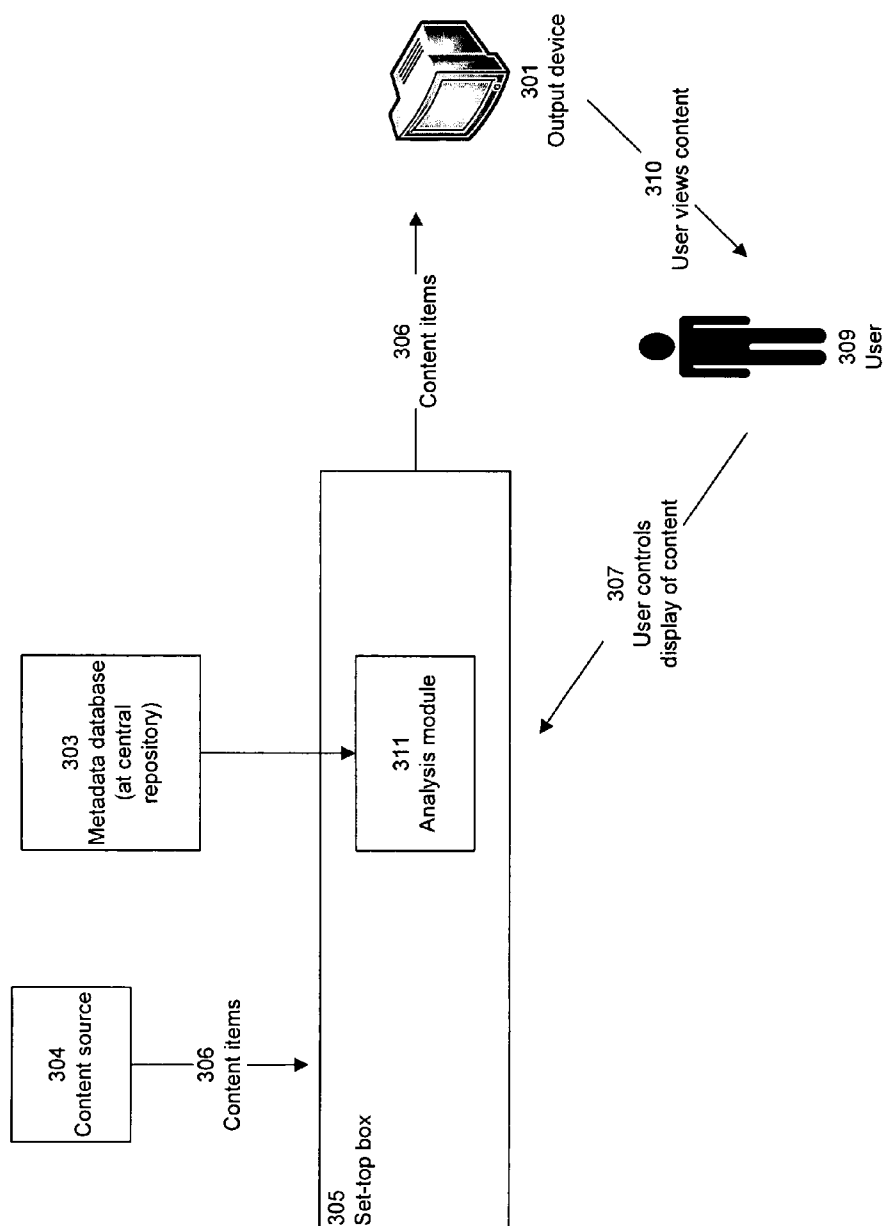 304
Content source
306
Content items
303
Metadata database
(at central
repository)
305
Set-top box
311
Analysis module
306
Content items
301
Output device
307
User controls
display of content
310
User views content
309
User